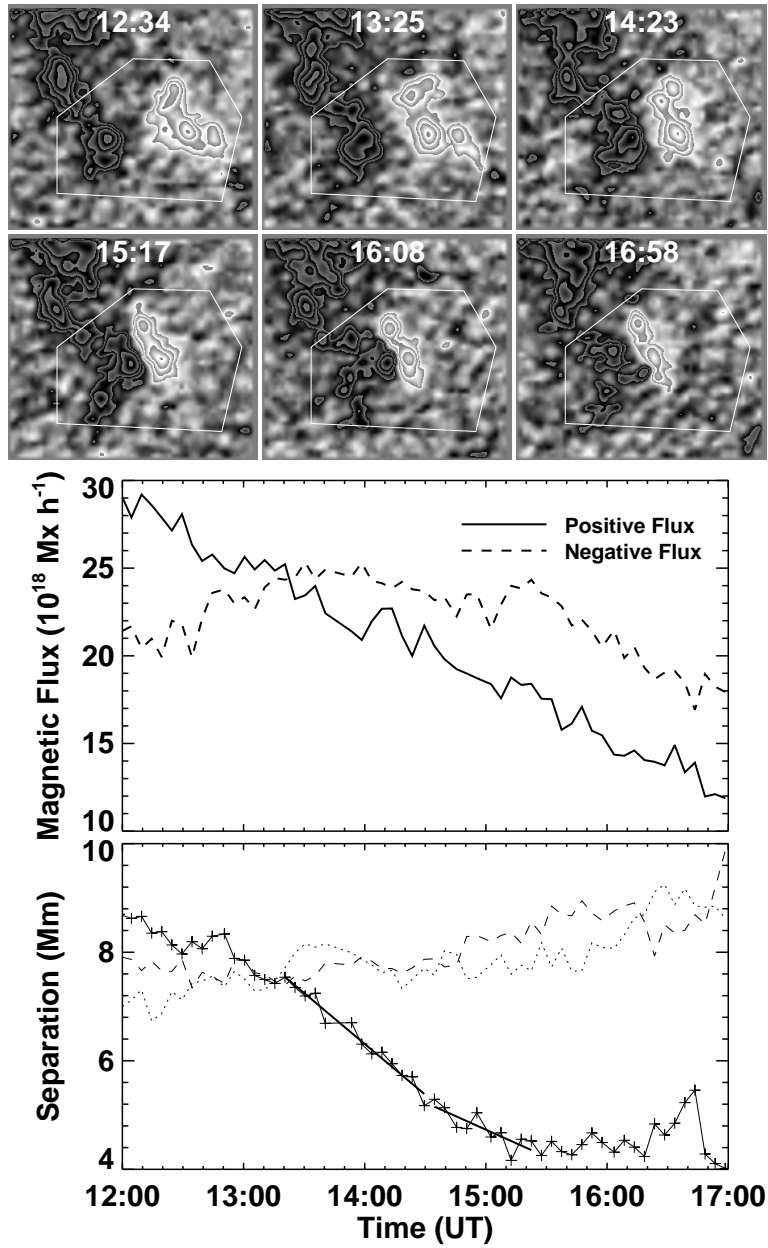 12:34 13:25 14:23
15:17 16:08 16:58
Magnetic Flux (10¹⁸ Mx h⁻¹)
30
25
20
15
10
Positive Flux
Negative Flux
Separation (Mm)
10
8
6
4
12:00 13:00 14:00 15:00 16:00 17:00
Time (UT)